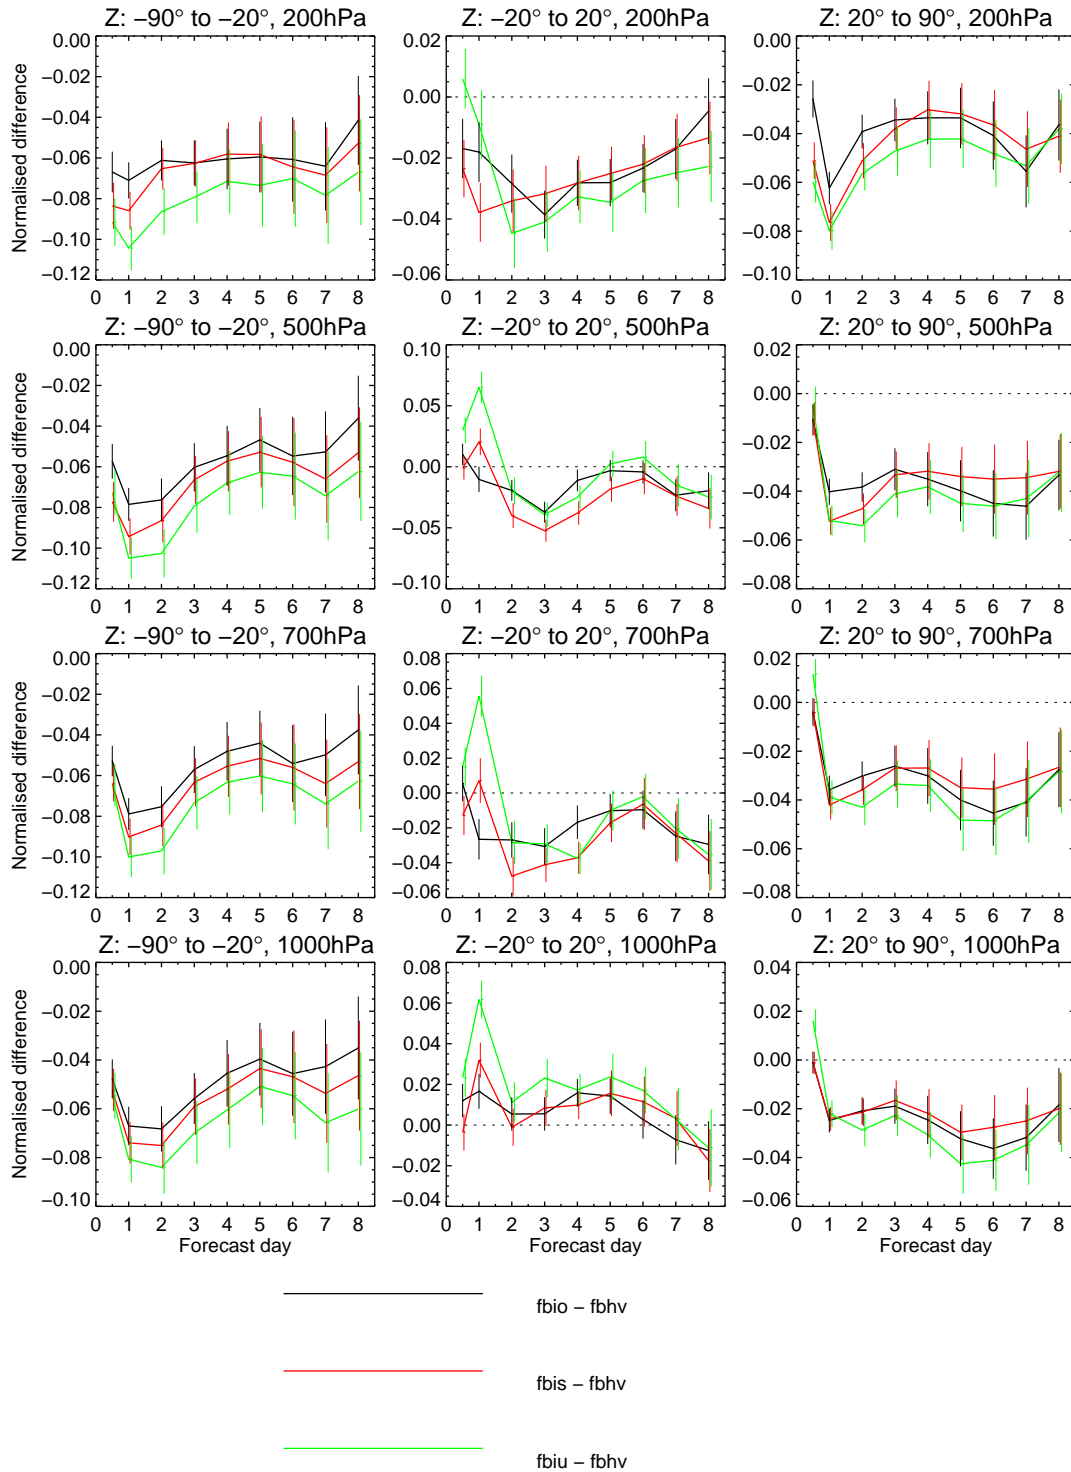 Z: −90° to −20°, 200hPa
Z: −20° to 20°, 200hPa
Z: 20° to 90°, 200hPa
Normalised difference
0.00
−0.02
−0.04
−0.06
−0.08
−0.10
−0.12
0.02
0.00
−0.02
−0.04
−0.06
0.00
−0.02
−0.04
−0.06
−0.08
−0.10
0 1 2 3 4 5 6 7 8
0 1 2 3 4 5 6 7 8
0 1 2 3 4 5 6 7 8
Z: −90° to −20°, 500hPa
Z: −20° to 20°, 500hPa
Z: 20° to 90°, 500hPa
Normalised difference
0.00
−0.02
−0.04
−0.06
−0.08
−0.10
−0.12
0.10
0.05
0.00
−0.05
−0.10
0.02
0.00
−0.02
−0.04
−0.06
−0.08
0 1 2 3 4 5 6 7 8
0 1 2 3 4 5 6 7 8
0 1 2 3 4 5 6 7 8
Z: −90° to −20°, 700hPa
Z: −20° to 20°, 700hPa
Z: 20° to 90°, 700hPa
Normalised difference
0.00
−0.02
−0.04
−0.06
−0.08
−0.10
−0.12
0.08
0.06
0.04
0.02
0.00
−0.02
−0.04
−0.06
0.02
0.00
−0.02
−0.04
−0.06
−0.08
0 1 2 3 4 5 6 7 8
0 1 2 3 4 5 6 7 8
0 1 2 3 4 5 6 7 8
Z: −90° to −20°, 1000hPa
Z: −20° to 20°, 1000hPa
Z: 20° to 90°, 1000hPa
Normalised difference
0.00
−0.02
−0.04
−0.06
−0.08
−0.10
0.08
0.06
0.04
0.02
0.00
−0.02
−0.04
0.04
0.02
0.00
−0.02
−0.04
−0.06
0 1 2 3 4 5 6 7 8
0 1 2 3 4 5 6 7 8
0 1 2 3 4 5 6 7 8
Forecast day
Forecast day
Forecast day
fbio − fbhv
fbis − fbhv
fbiu − fbhv